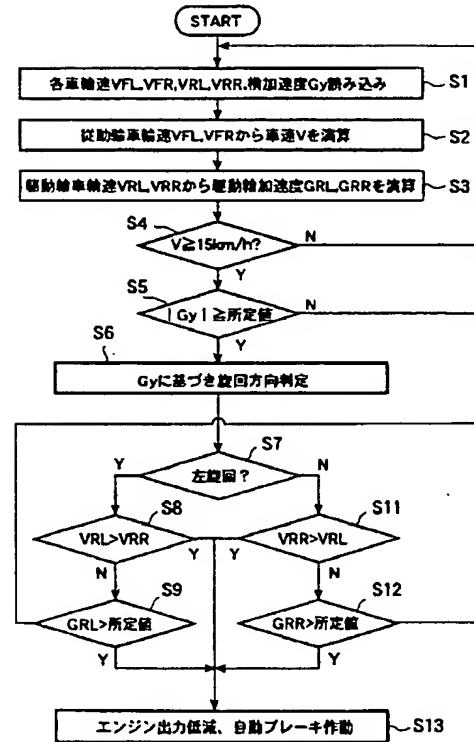 START
各車輪速VFL,VFR,VRL,VRR,横加速度Gy読み込み
S1
従動輪車輪速VFL,VFRから車速Vを演算
S2
駆動輪車輪速VRL,VRRから駆動輪加速度GRL,GRRを演算
S3
S4
V≧15km/h?
N
Y
S5
|Gy|≧所定値
N
Y
S6
Gyに基づき旋回方向判定
S7
Y
左旋回?
N
S8
VRL>VRR
Y
N
S11
VRR>VRL
Y
N
S9
GRL>所定値
Y
S12
GRR>所定値
Y
エンジン出力低減、自動ブレーキ作動
S13